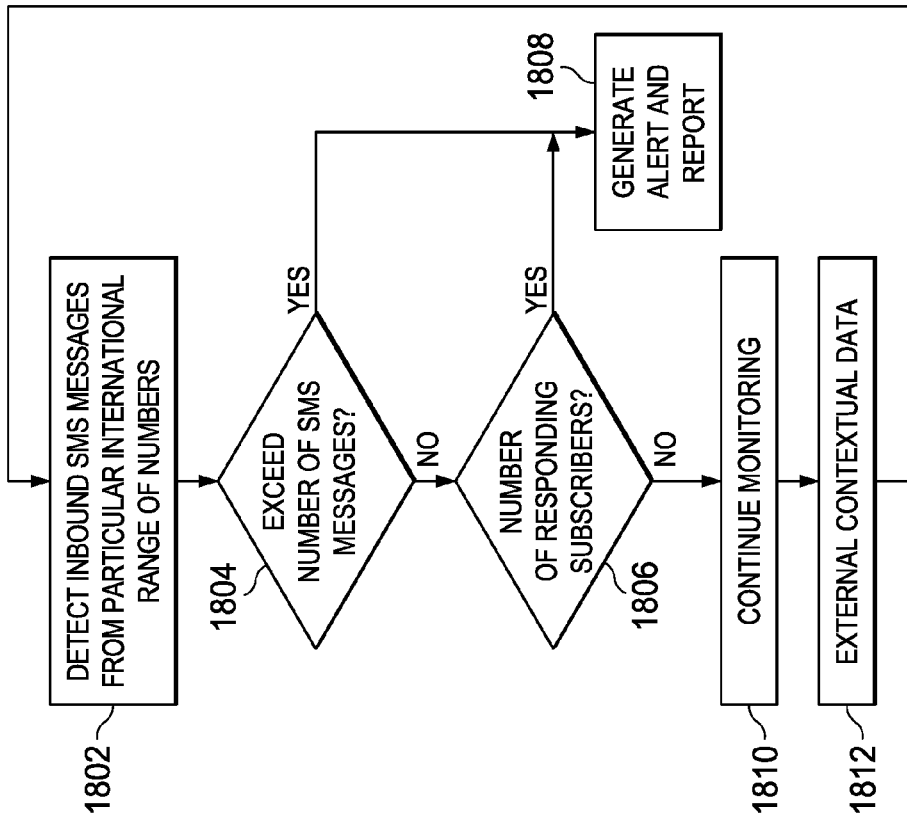 1802
DETECT INBOUND SMS MESSAGES
FROM PARTICULAR INTERNATIONAL
RANGE OF NUMBERS
1804
EXCEED
NUMBER OF SMS
MESSAGES?
YES
NO
1806
NUMBER
OF RESPONDING
SUBSCRIBERS?
YES
NO
1808
GENERATE
ALERT AND
REPORT
1810
CONTINUE MONITORING
1812
EXTERNAL CONTEXTUAL DATA